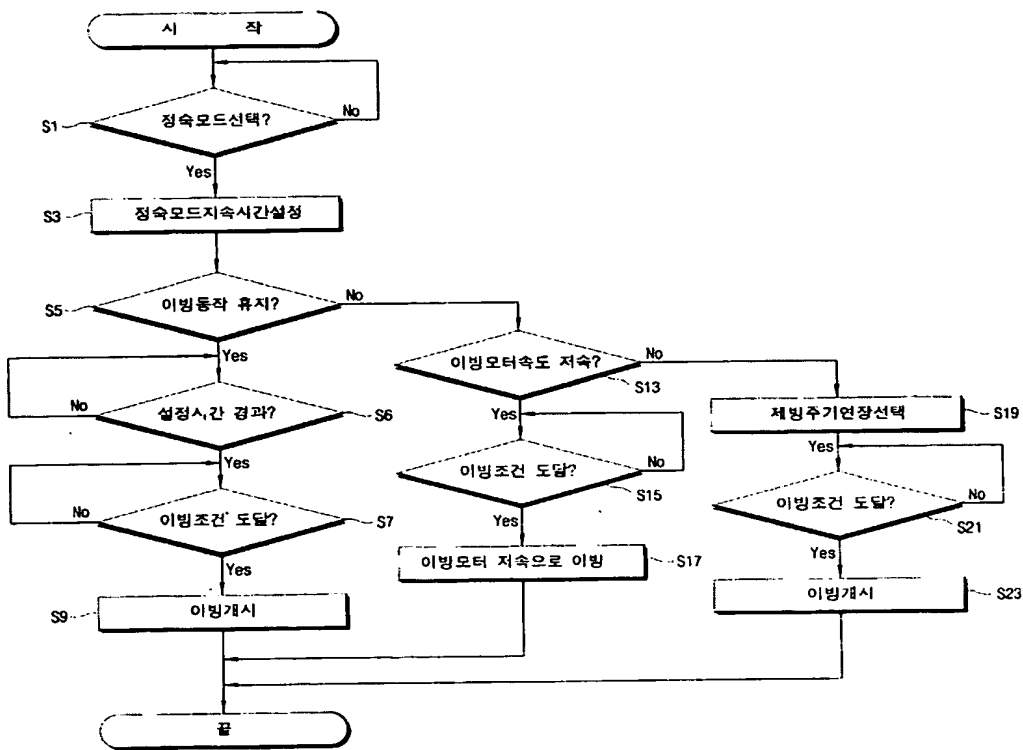 시 작
No
S1
정숙모드선택?
Yes
S3
정숙모드지속시간설정
S5
이빙동작 휴지?
No
Yes
이빙모터속도 저속?
No
S13
설정시간 경과?
No
S6
Yes
제빙주기연장선택
S19
Yes
Yes
이빙조건 도달?
No
S15
이빙조건 도달?
No
S7
이빙조건 도달?
No
S21
Yes
이빙모터 저속으로 이빙
S17
Yes
Yes
S9
이빙개시
이빙개시
S23
끝